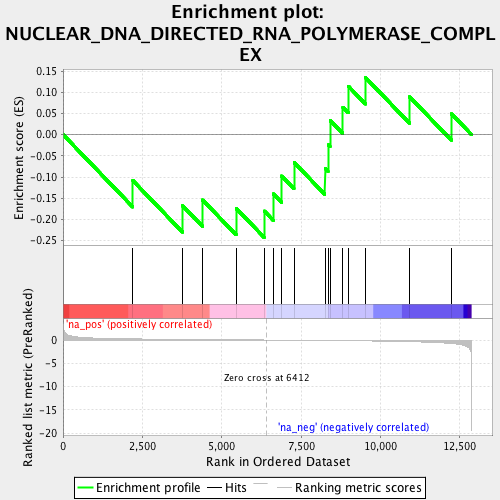 Enrichment plot:
NUCLEAR_DNA_DIRECTED_RNA_POLYMERASE_COMPL
EX
Enrichment score (ES)
0.15
0.10
0.05
0.00
-0.05
-0.10
-0.15
-0.20
-0.25
'na_pos' (positively correlated)
Ranked list metric (PreRanked)
0
-5
-10
-15
-20
Zero cross at 6412
'na_neg' (negatively correlated)
0 2,500 5,000 7,500 10,000 12,500
Rank in Ordered Dataset
Enrichment profile Hits Ranking metric scores